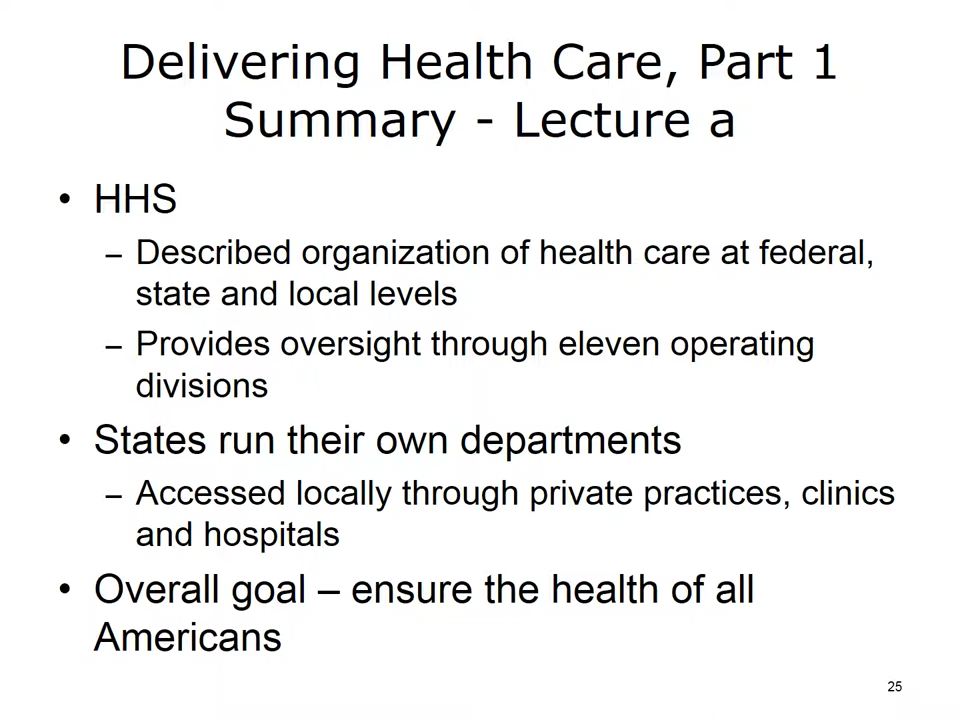 Delivering Health Care, Part 1
Summary - Lecture a
• HHS
– Described organization of health care at federal,
state and local levels
– Provides oversight through eleven operating
divisions
• States run their own departments
– Accessed locally through private practices, clinics
and hospitals
• Overall goal – ensure the health of all
Americans
25